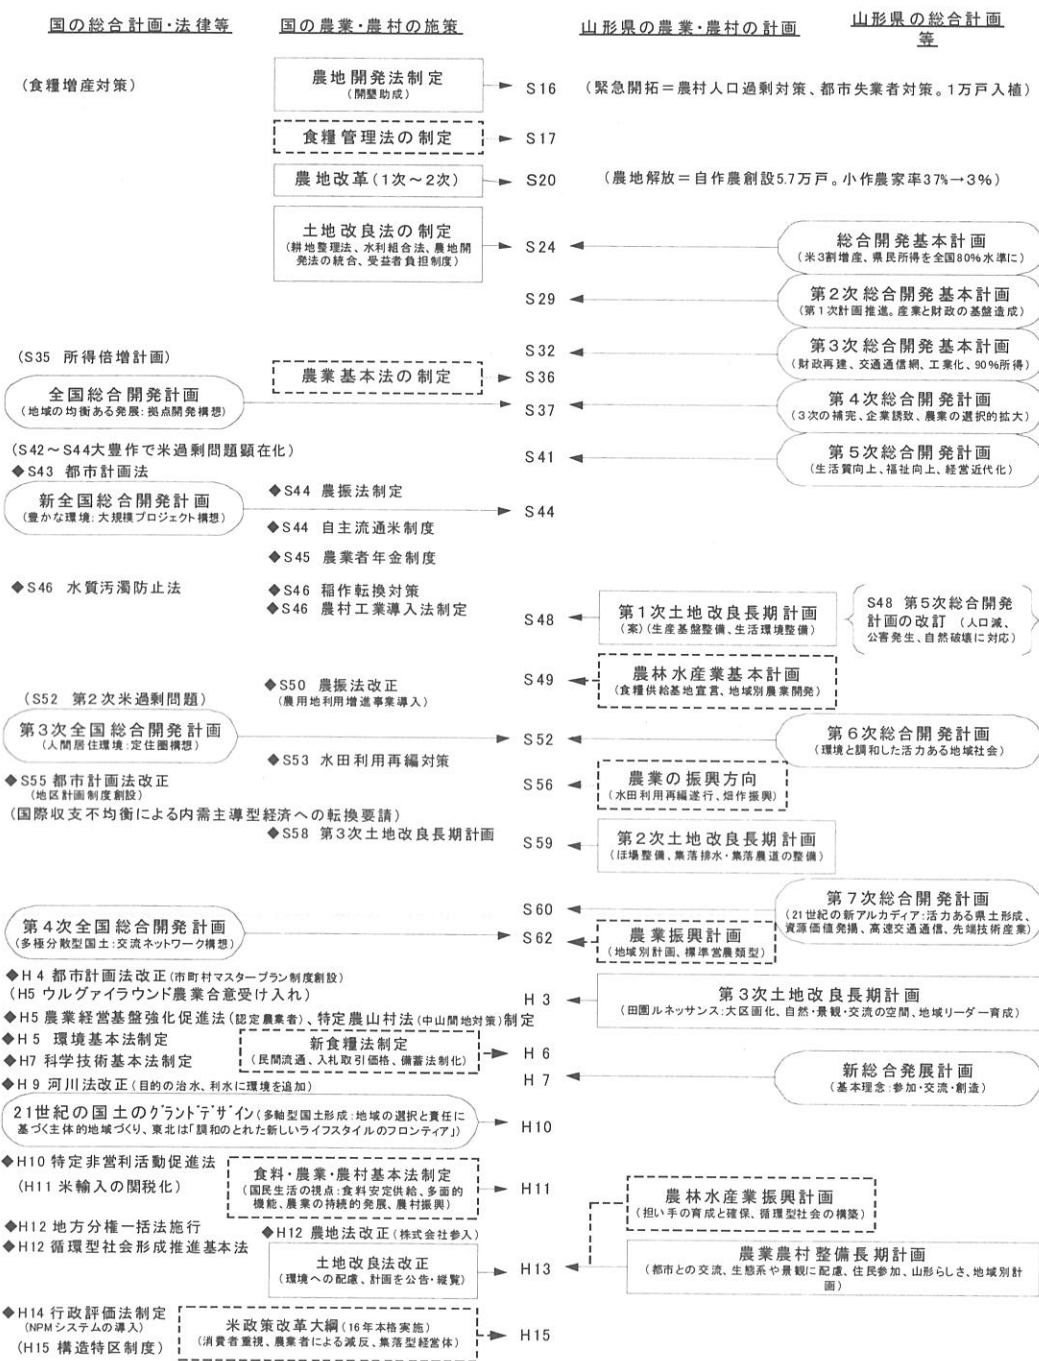 国の総合計画・法律等
国の農業・農村の施策
山形県の農業・農村の計画
山形県の総合計画
等
(食糧増産対策)
農地開発法制定
(開墾助成)
S16
(緊急開拓=農村人口過剰対策、都市失業者対策。1万戸入植)
食糧管理法の制定
S17
農地改革(1次~2次)
S20
(農地解放=自作農創設5.7万戸。小作農家率37%→3%)
土地改良法の制定
(耕地整理法、水利組合法、農地開
発法の統合、受益者負担制度)
S24
総合開発基本計画
(米3割増産、県民所得を全国80%水準に)
S29
第2次総合開発基本計画
(第1次計画推進。産業と財政の基盤造成)
(S35 所得倍増計画)
S32
第3次総合開発基本計画
(財政再建、交通通信網、工業化、90%所得)
農業基本法の制定
S36
全国総合開発計画
(地域の均衡ある発展:拠点開発構想)
S37
第4次総合開発計画
(3次の補完、企業誘致、農業の選択的拡大)
(S42~S44大豊作で米過剰問題顕在化)
S41
第5次総合開発計画
(生活質向上、福祉向上、経営近代化)
◆S43 都市計画法
新全国総合開発計画
(豊かな環境:大規模プロジェクト構想)
◆S44 農振法制定
S44
◆S44 自主流通米制度
◆S45 農業者年金制度
◆S46 水質汚濁防止法
◆S46 稲作転換対策
◆S46 農村工業導入法制定
S48
第1次土地改良長期計画
(案)(生産基盤整備、生活環境整備)
S48 第5次総合開発
計画の改訂 (人口減、
公害発生、自然破壊に対応)
S49
農林水産業基本計画
(食糧供給基地宣言、地域別農業開発)
◆S50 農振法改正
(農用地利用増進事業導入)
(S52 第2次米過剰問題)
第3次全国総合開発計画
(人間居住環境:定住圏構想)
S52
第6次総合開発計画
(環境と調和した活力ある地域社会)
◆S53 水田利用再編対策
◆S55 都市計画法改正
(地区計画制度創設)
S56
農業の振興方向
(水田利用再編遂行、畑作振興)
(国際収支不均衡による内需主導型経済への転換要請)
◆S58 第3次土地改良長期計画
S59
第2次土地改良長期計画
(ほ場整備、集落排水・集落農道の整備)
S60
第7次総合開発計画
(21世紀の新アルカディア:活力ある県土形成、
資源価値発揚、高速交通通信、先端技術産業)
第4次全国総合開発計画
(多極分散型国土:交流ネットワーク構想)
S62
農業振興計画
(地域別計画、標準営農類型)
◆H4 都市計画法改正(市町村マスタープラン制度創設)
(H5 ウルグァイラウンド農業合意受け入れ)
H3
第3次土地改良長期計画
(田園ルネッサンス:大区画化、自然・景観・交流の空間、地域リーダー育成)
◆H5 農業経営基盤強化促進法(認定農業者)、特定農山村法(中山間地対策)制定
◆H5 環境基本法制定
新食糧法制定
(民間流通、入札取引価格、備蓄法制化)
H6
◆H7 科学技術基本法制定
H7
新総合発展計画
(基本理念:参加・交流・創造)
◆H9 河川法改正(目的の治水、利水に環境を追加)
21世紀の国土のグランドデザイン(多軸型国土形成:地域の選択と責任に
基づく主体的地域づくり、東北は「調和のとれた新しいライフスタイルのフロンティア」)
H10
◆H10 特定非営利活動促進法
(H11 米輸入の関税化)
食料・農業・農村基本法制定
(国民生活の視点:食料安定供給、多面的
機能、農業の持続的発展、農村振興)
H11
農林水産業振興計画
(担い手の育成と確保、循環型社会の構築)
◆H12 地方分権一括法施行
◆H12 農地法改正(株式会社参入)
◆H12 循環型社会形成推進基本法
土地改良法改正
(環境への配慮、計画を公告・縦覧)
H13
農業農村整備長期計画
(都市との交流、生態系や景観に配慮、住民参加、山形らしさ、地域別計
画)
◆H14 行政評価法制定
(NPMシステムの導入)
(H15 構造特区制度)
米政策改革大綱(16年本格実施)
(消費者重視、農業者による減反、集落型経営体)
H15